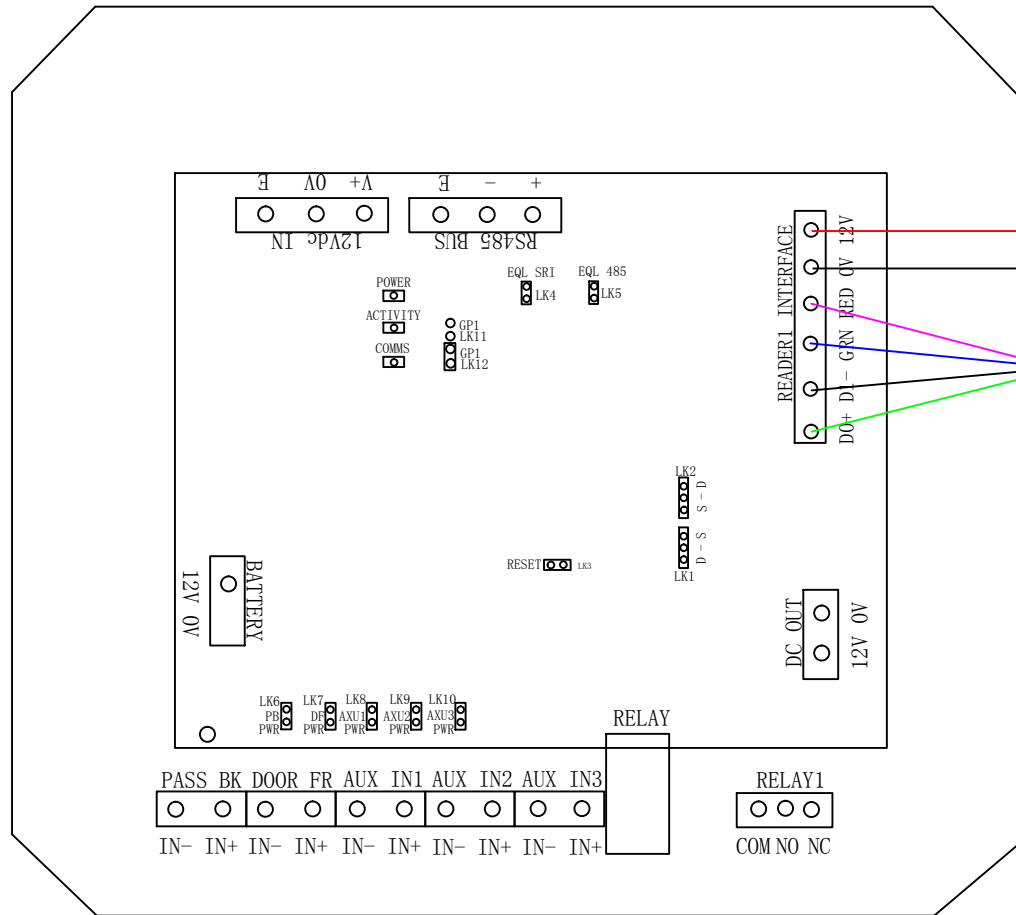 E 0V V+
12Vdc IN
E - +
RS485 BUS
POWER
ACTIVITY
COMMS
GP1
LK11
GP1
LK12
EQL SRI
LK4
EQL 485
LK5
READER1 INTERFACE
DO+ D1- GRN RED 0V 12V
LK2
S-D
D-S
LK1
RESET
LK3
BATTERY
12V 0V
DC OUT
12V 0V
LK6
PB
PWR
LK7
DF
PWR
LK8
AXU1
PWR
LK9
AXU2
PWR
LK10
AXU3
PWR
RELAY
PASS BK DOOR FR AUX IN1 AUX IN2 AUX IN3
IN- IN+ IN- IN+ IN- IN+ IN- IN+ IN- IN+
RELAY1
COM NO NC